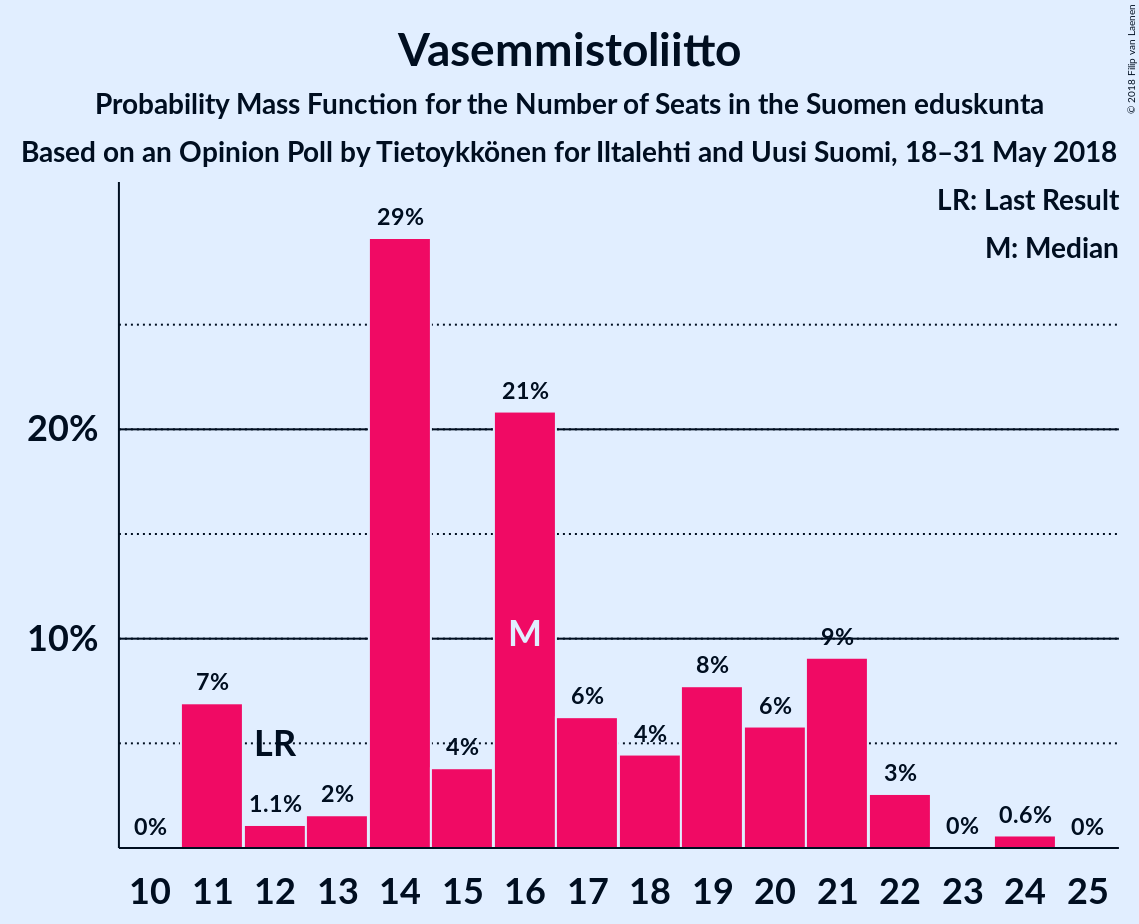 Vasemmistoliitto
Probability Mass Function for the Number of Seats in the Suomen eduskunta
Based on an Opinion Poll by Tietoykkönen for Iltalehti and Uusi Suomi, 18–31 May 2018
© 2018 Filip van Laenen
LR: Last Result
M: Median
20%
10%
0%
7%
1.1%
LR
2%
29%
4%
21%
M
6%
4%
8%
6%
9%
3%
0%
0.6%
0%
10 11 12 13 14 15 16 17 18 19 20 21 22 23 24 25